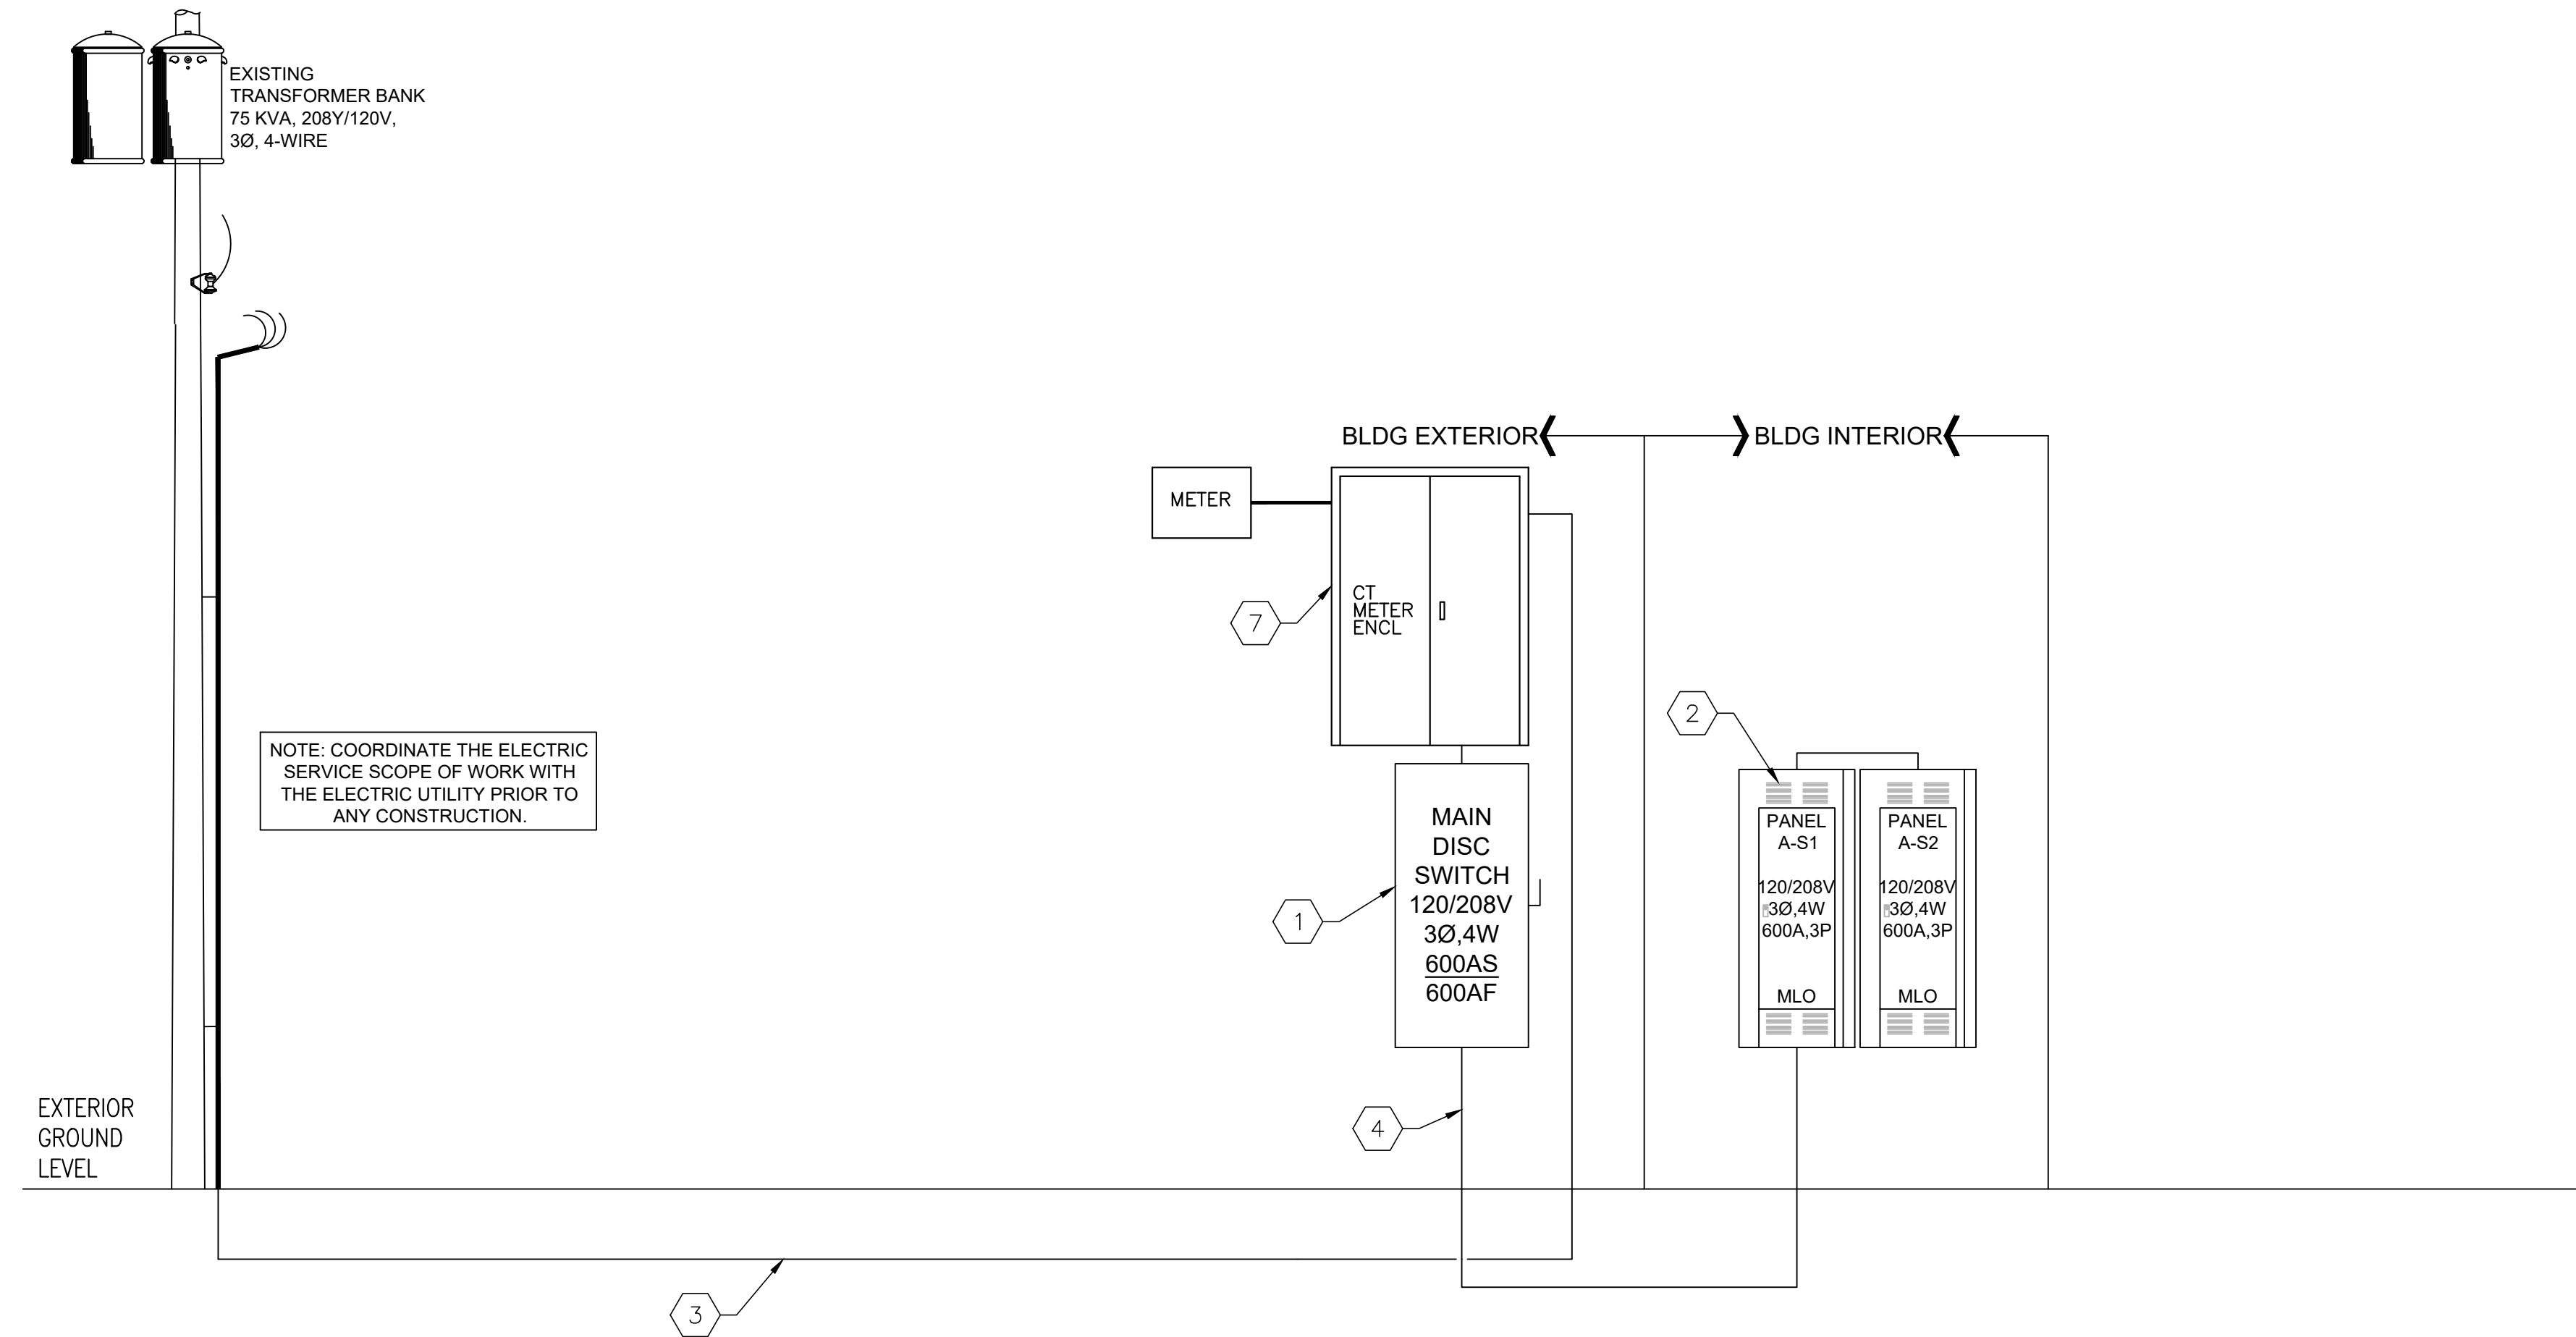 EXISTING
TRANSFORMER BANK
75 KVA, 208Y/120V,
3Ø, 4-WIRE
BLDG EXTERIOR
BLDG INTERIOR
METER
CT
METER
ENCL
7
2
NOTE: COORDINATE THE ELECTRIC
SERVICE SCOPE OF WORK WITH
THE ELECTRIC UTILITY PRIOR TO
ANY CONSTRUCTION.
MAIN
DISC
SWITCH
120/208V
3Ø,4W
600AS
600AF
1
PANEL
A-S1
120/208V
3Ø,4W
600A,3P
MLO
PANEL
A-S2
120/208V
3Ø,4W
600A,3P
MLO
4
EXTERIOR
GROUND
LEVEL
3